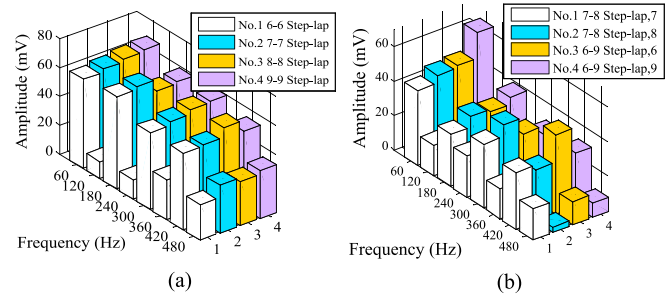 No.1 6-6 Step-lap
No.2 7-7 Step-lap
No.3 8-8 Step-lap
No.4 9-9 Step-lap
Amplitude (mV)
80
60
40
20
0
60
120
180
240
300
360
420
480
Frequency (Hz)
1
2
3
4
(a)
No.1 7-8 Step-lap,7
No.2 7-8 Step-lap,8
No.3 6-9 Step-lap,6
No.4 6-9 Step-lap,9
Amplitude (mV)
60
40
20
0
60
120
180
240
300
360
420
480
Frequency (Hz)
1
2
3
4
(b)